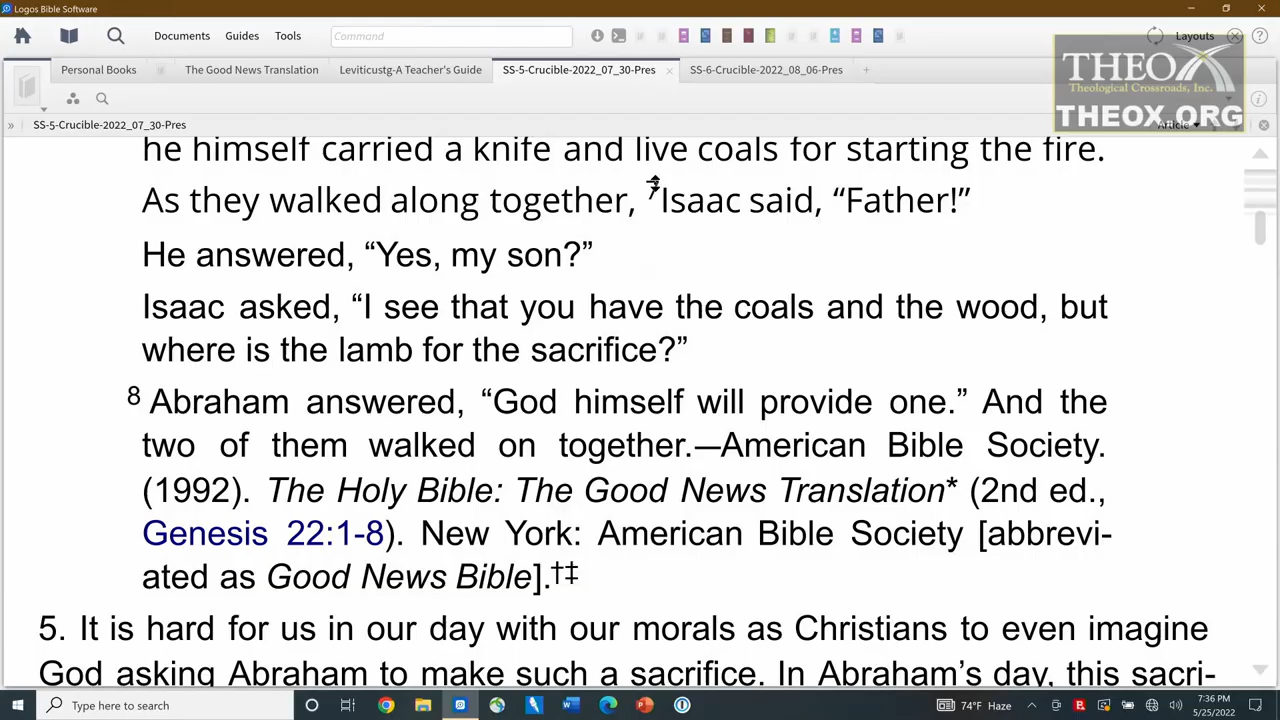 Logos Bible Software
Documents Guides Tools Command Layouts
Personal Books The Good News Translation Leviticustg A Teacher's Guide SS-5-Crucible-2022_07_30-Pres SS-6-Crucible-2022_08_06-Pres
THEOX
Theological Crossroads, Inc.
THEOX.ORG
SS-5-Crucible-2022_07_30-Pres Article
he himself carried a knife and live coals for starting the fire.
As they walked along together, 7 Isaac said, “Father!”
He answered, “Yes, my son?”
Isaac asked, “I see that you have the coals and the wood, but
where is the lamb for the sacrifice?”
8 Abraham answered, “God himself will provide one.” And the
two of them walked on together.—American Bible Society.
(1992). The Holy Bible: The Good News Translation* (2nd ed.,
Genesis 22:1-8). New York: American Bible Society [abbrevi-
ated as Good News Bible].†‡
5. It is hard for us in our day with our morals as Christians to even imagine
God asking Abraham to make such a sacrifice. In Abraham’s day, this sacri-
Type here to search
74°F Haze
7:36 PM
5/25/2022